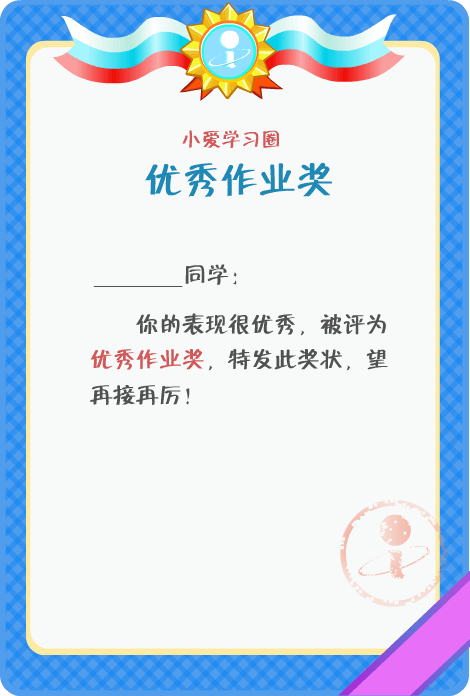 小爱学习圈
优秀作业奖
________同学：
你的表现很优秀，被评为
优秀作业奖，特发此奖状，望
再接再厉！